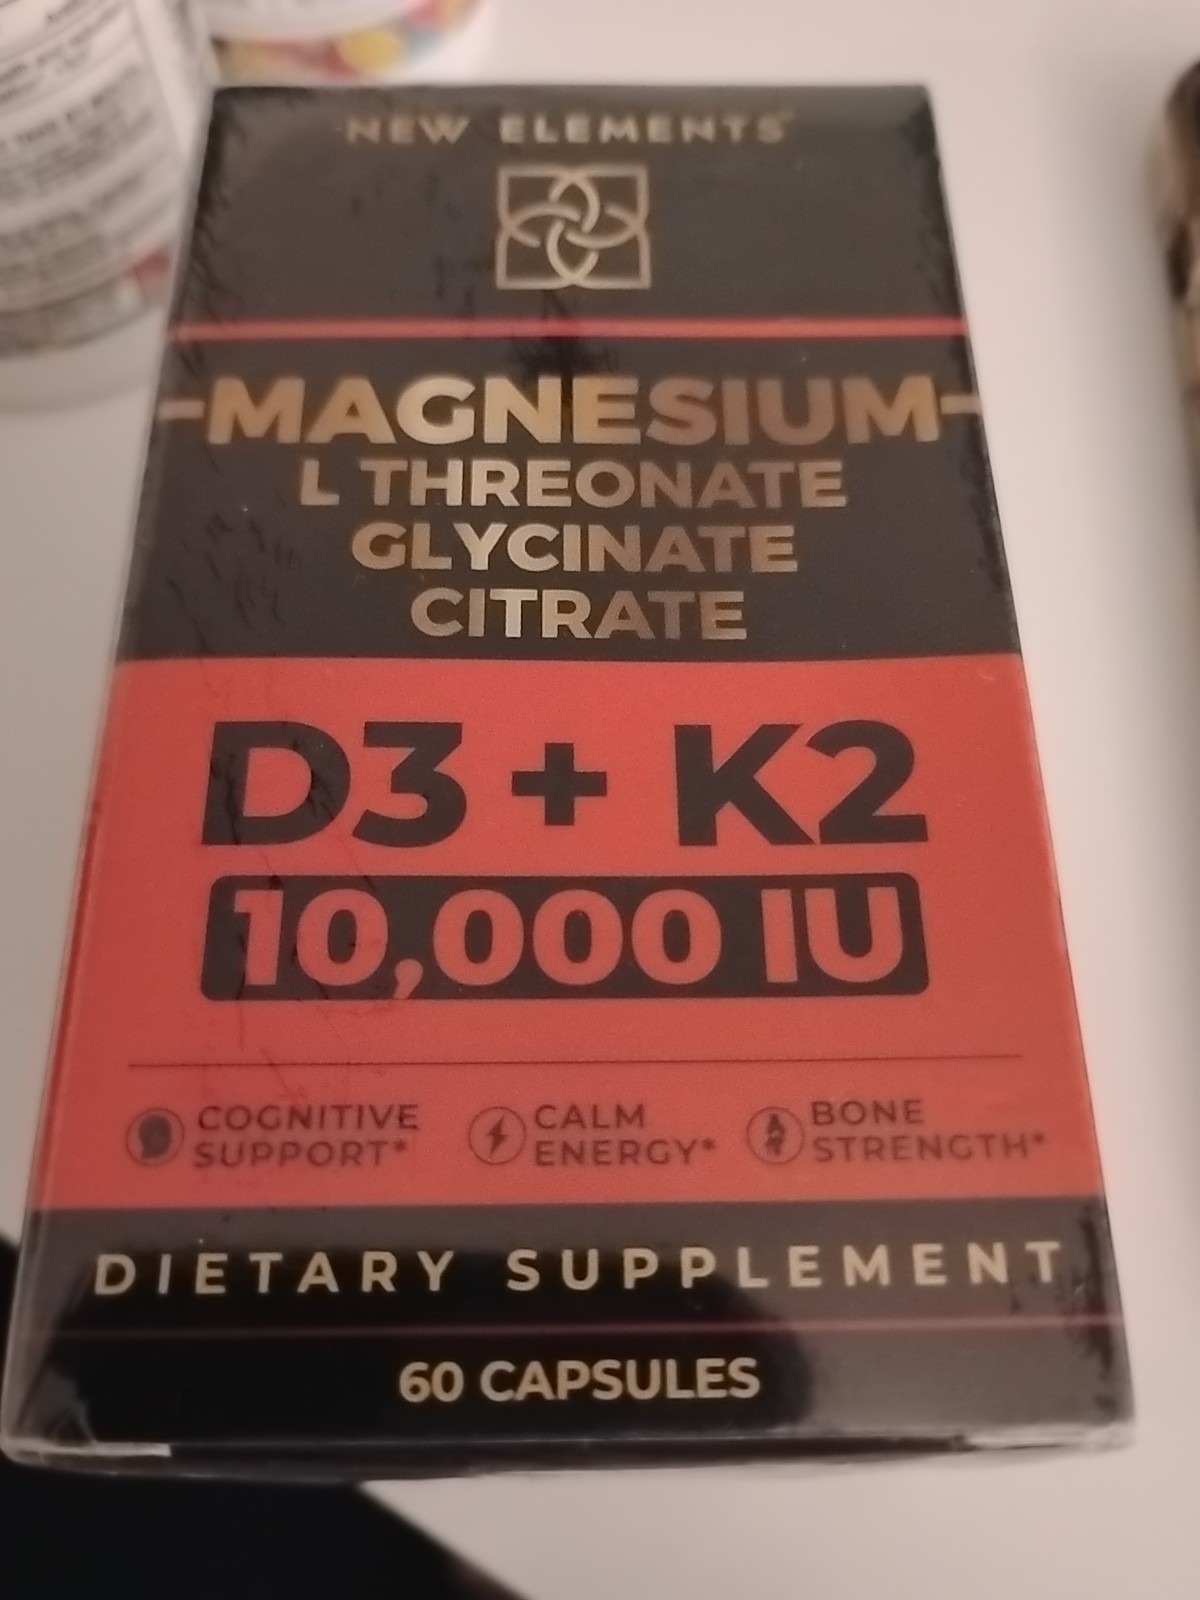 NEW ELEMENTS
MAGNESIUM
L THREONATE
GLYCINATE
CITRATE
D3 + K2
10,000 IU
COGNITIVE SUPPORT*
CALM ENERGY*
BONE STRENGTH*
DIETARY SUPPLEMENT
60 CAPSULES